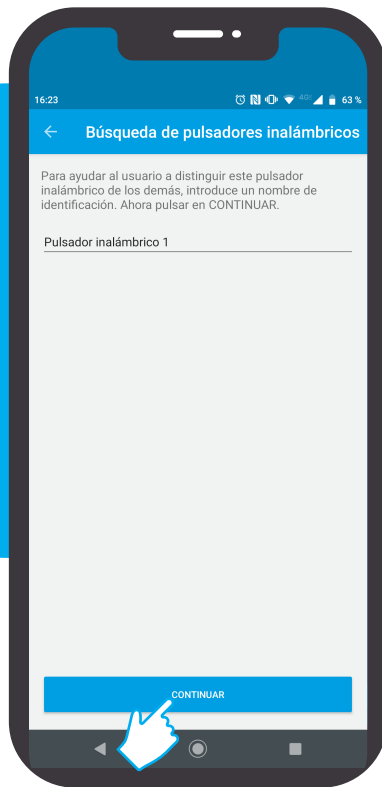 16:23
4G 63 %
Búsqueda de pulsadores inalámbricos
Para ayudar al usuario a distinguir este pulsador
inalámbrico de los demás, introduce un nombre de
identificación. Ahora pulsar en CONTINUAR.
Pulsador inalámbrico 1
CONTINUAR